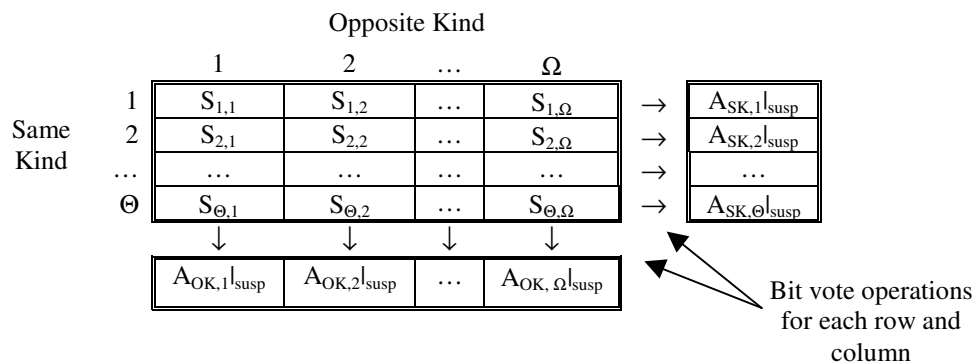 Opposite Kind
1 2 … Ω
1 S1,1 S1,2 … S1,Ω → ASK,1|susp
Same Kind
2 S2,1 S2,2 … S2,Ω → ASK,2|susp
… … … … … → …
Θ SΘ,1 SΘ,2 … SΘ,Ω → ASK,Θ|susp
↓ ↓ ↓ ↓
AOK,1|susp AOK,2|susp … AOK, Ω|susp
Bit vote operations
for each row and
column